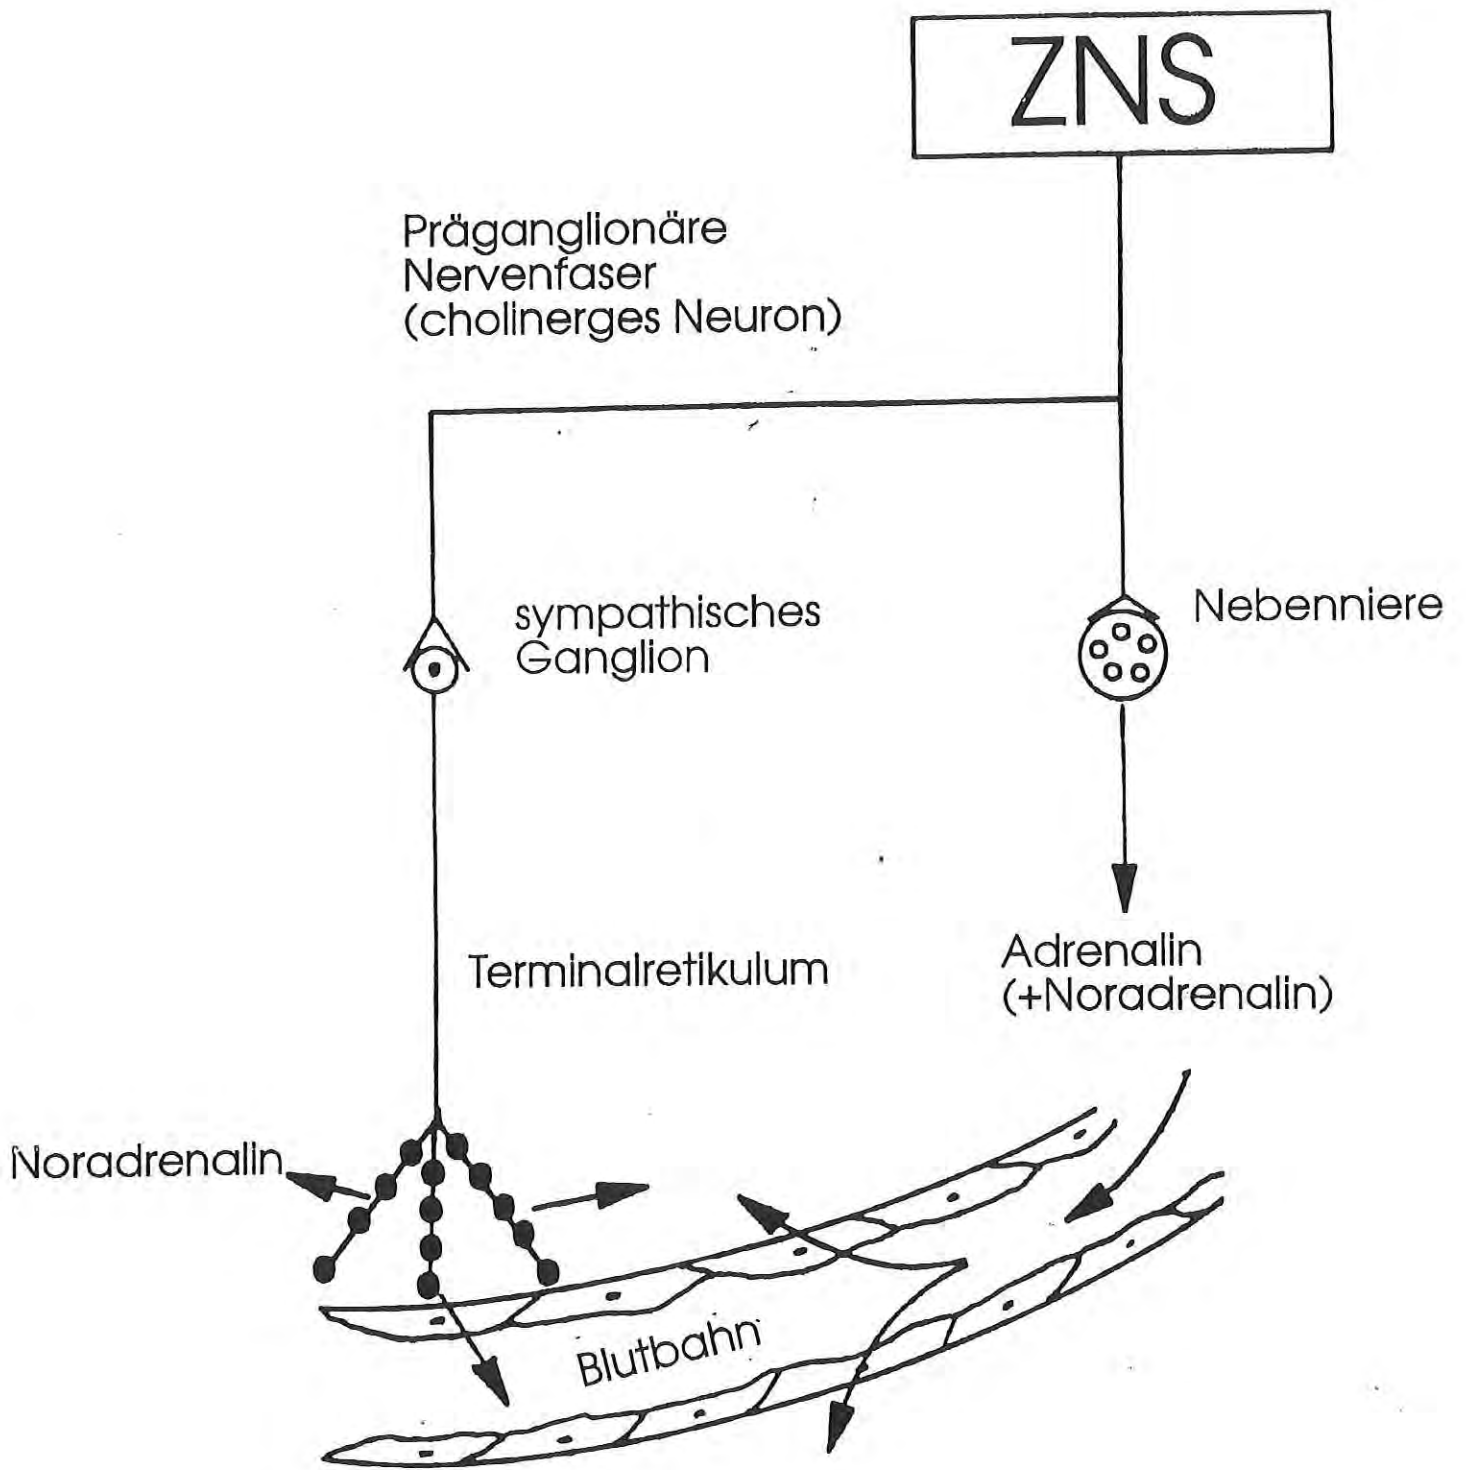 ZNS
Präganglionäre
Nervenfaser
(cholinerges Neuron)
sympathisches
Ganglion
Nebenniere
Terminalretikulum
Adrenalin
(+Noradrenalin)
Noradrenalin
Blutbahn